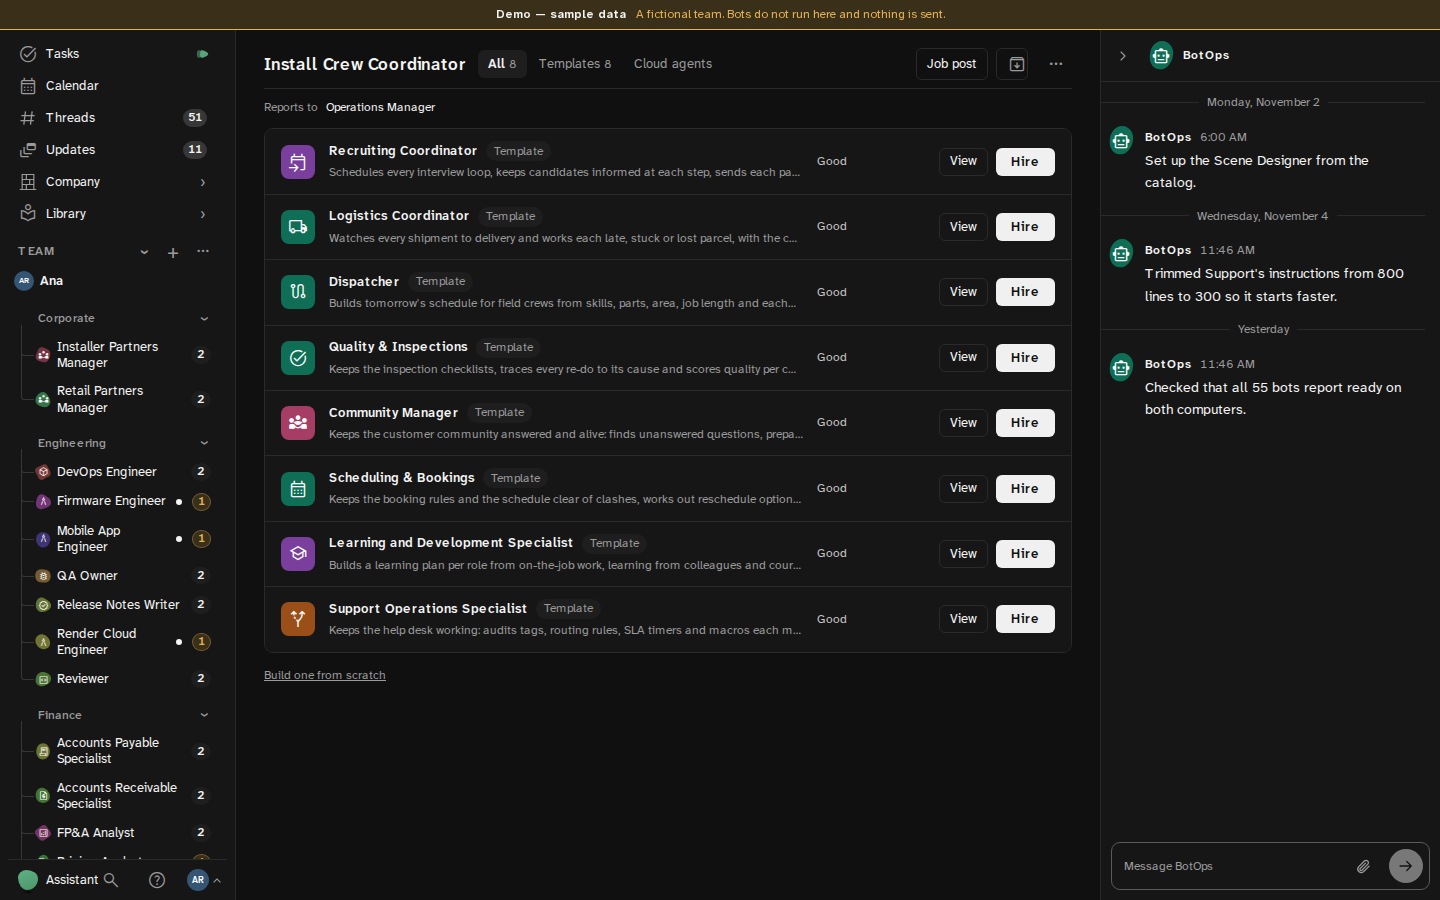 Demo — sample data A fictional team. Bots do not run here and nothing is sent.
Tasks
Calendar
Threads 51
Updates 11
Company
Library
TEAM
AR Ana
Corporate
Installer Partners Manager 2
Retail Partners Manager 2
Engineering
DevOps Engineer 2
Firmware Engineer 1
Mobile App Engineer 1
QA Owner 2
Release Notes Writer 2
Render Cloud Engineer 1
Reviewer 2
Finance
Accounts Payable Specialist 2
Accounts Receivable Specialist 2
FP&A Analyst 2
Assistant
AR
Install Crew Coordinator All 8 Templates 8 Cloud agents Job post
Reports to Operations Manager
Recruiting Coordinator Template
Schedules every interview loop, keeps candidates informed at each step, sends each pa...
Good View Hire
Logistics Coordinator Template
Watches every shipment to delivery and works each late, stuck or lost parcel, with the c...
Good View Hire
Dispatcher Template
Builds tomorrow's schedule for field crews from skills, parts, area, job length and each...
Good View Hire
Quality & Inspections Template
Keeps the inspection checklists, traces every re-do to its cause and scores quality per c...
Good View Hire
Community Manager Template
Keeps the customer community answered and alive: finds unanswered questions, prepa...
Good View Hire
Scheduling & Bookings Template
Keeps the booking rules and the schedule clear of clashes, works out reschedule option...
Good View Hire
Learning and Development Specialist Template
Builds a learning plan per role from on-the-job work, learning from colleagues and cour...
Good View Hire
Support Operations Specialist Template
Keeps the help desk working: audits tags, routing rules, SLA timers and macros each m...
Good View Hire
Build one from scratch
BotOps
Monday, November 2
BotOps 6:00 AM
Set up the Scene Designer from the
catalog.
Wednesday, November 4
BotOps 11:46 AM
Trimmed Support's instructions from 800
lines to 300 so it starts faster.
Yesterday
BotOps 11:46 AM
Checked that all 55 bots report ready on
both computers.
Message BotOps